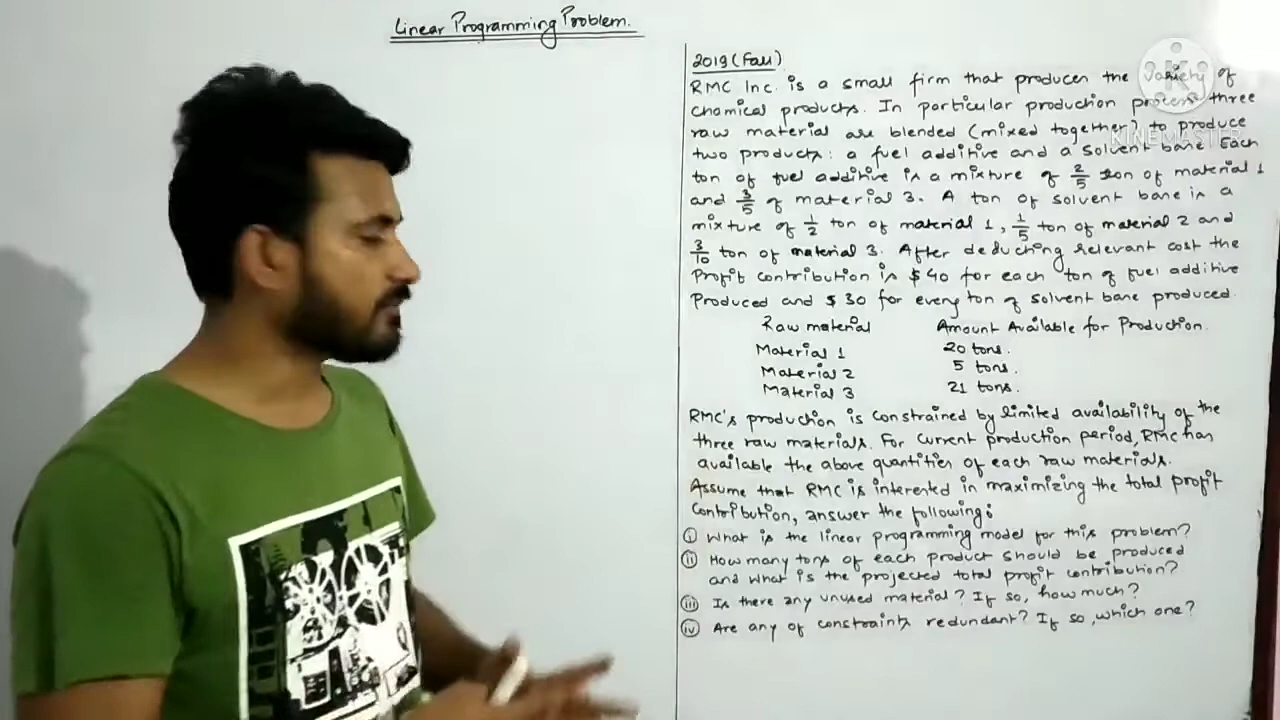 Linear Programming Problem.
2019 (Fall)
RMC Inc. is a small firm that produces the variety of
chemical products. In particular production process three
raw material are blended (mixed together) to produce
two products: a fuel additive and a solvent base. Each
ton of fuel additive is a mixture of 2/5 ton of material 1
and 3/5 of material 3. A ton of solvent base is a
mixture of 1/2 ton of material 1, 1/5 ton of material 2 and
3/10 ton of material 3. After deducting relevant cost the
Profit contribution is $ 40 for each ton of fuel additive
Produced and $ 30 for every ton of solvent base produced.
Raw material Amount Available for Production.
Material 1 20 tons.
Material 2 5 tons.
Material 3 21 tons.
RMC's production is constrained by limited availability of the
three raw materials. For current production period, RMC has
available the above quantities of each raw materials.
Assume that RMC is interested in maximizing the total profit
contribution, answer the following:
(i) What is the linear programming model for this problem?
(ii) How many tons of each product should be produced
and what is the projected total profit contribution?
(iii) Is there any unused material? If so, how much?
(iv) Are any of constraints redundant? If so, which one?
K
KINEMASTER